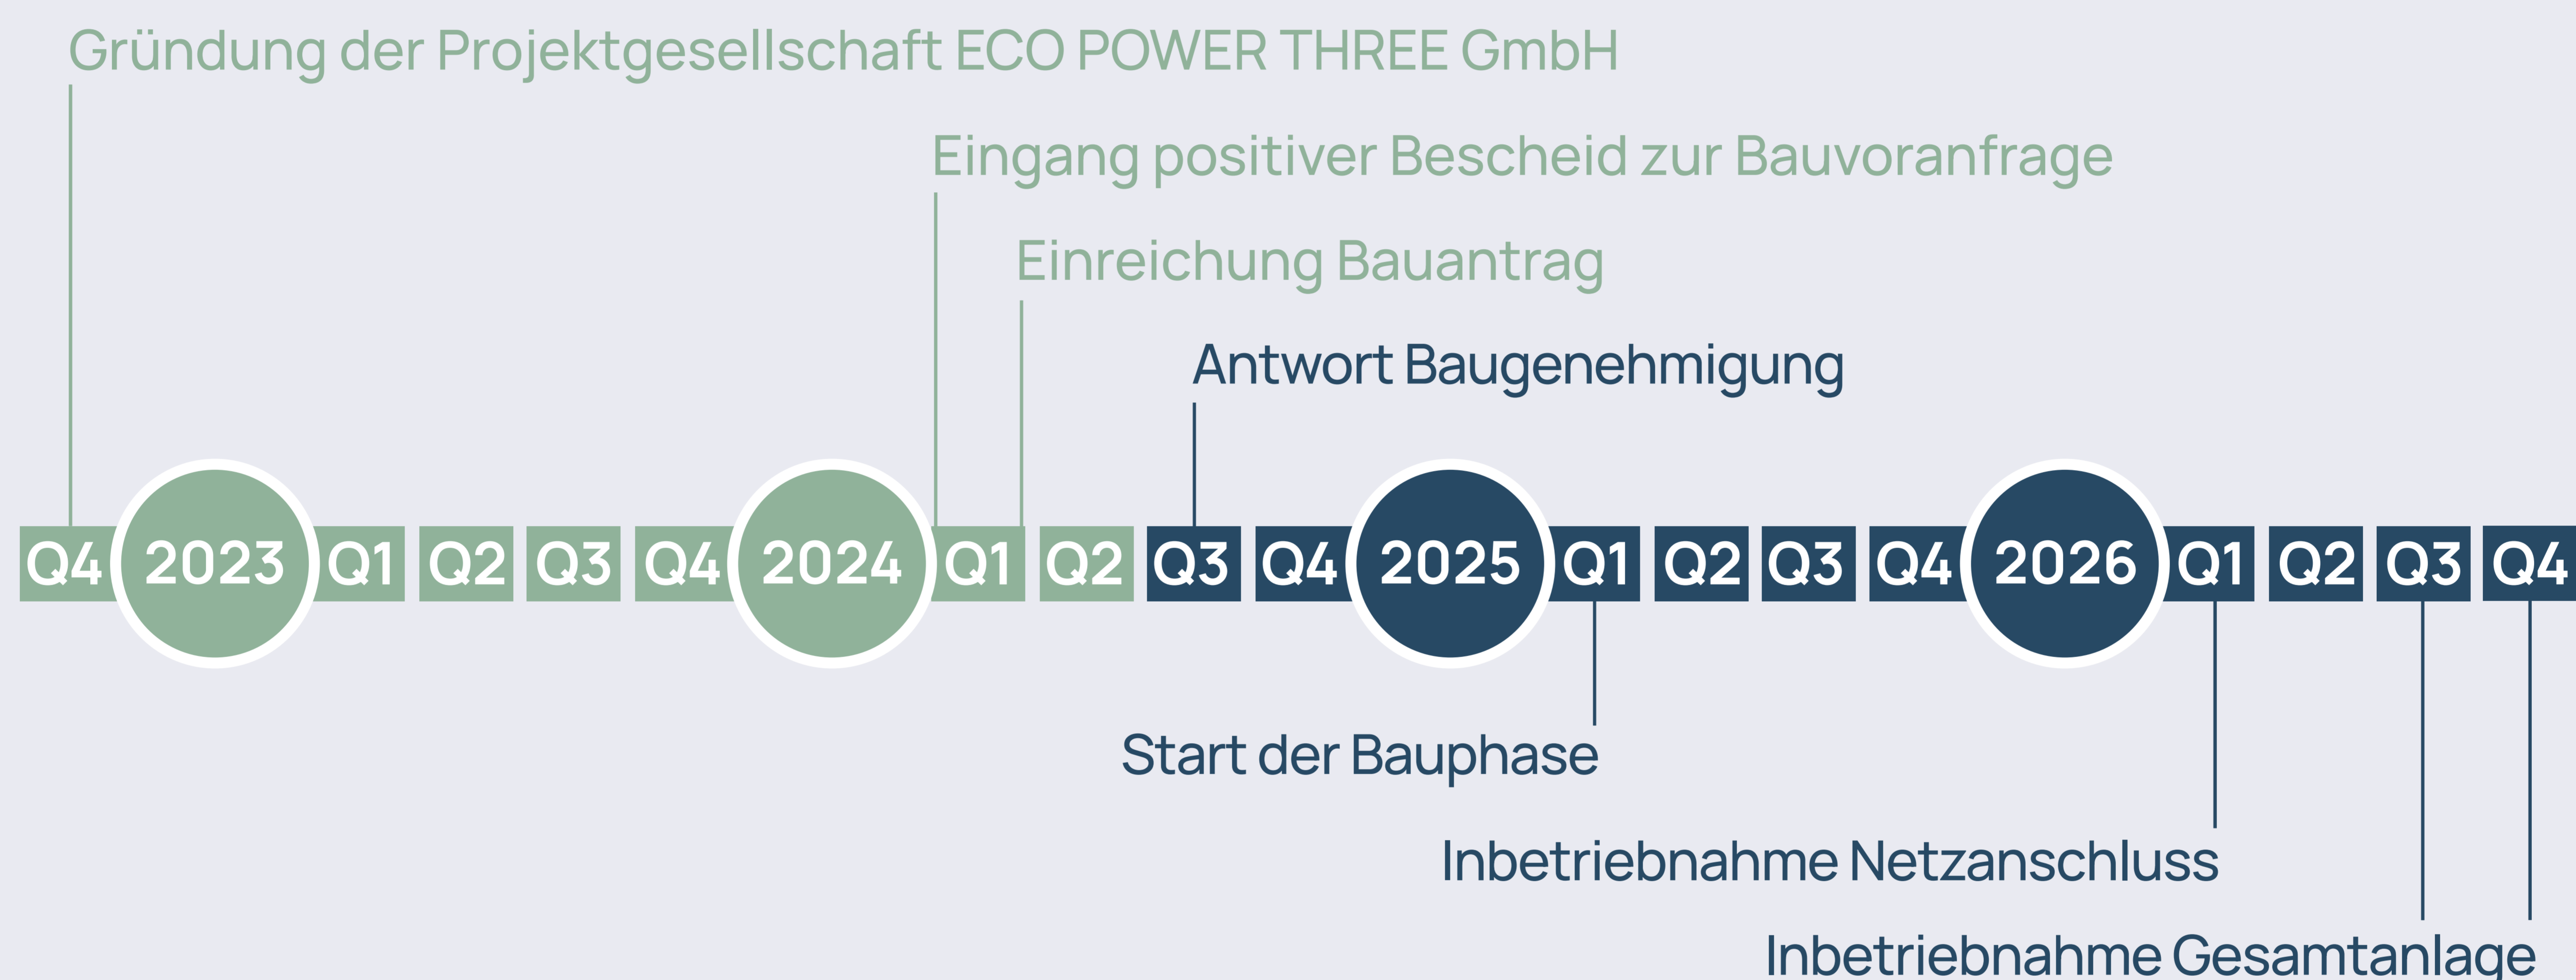 Gründung der Projektgesellschaft ECO POWER THREE GmbH
Eingang positiver Bescheid zur Bauvoranfrage
Einreichung Bauantrag
Antwort Baugenehmigung
Q4 2023 Q1 Q2 Q3 Q4 2024 Q1 Q2 Q3 Q4 2025 Q1 Q2 Q3 Q4 2026 Q1 Q2 Q3 Q4
Start der Bauphase
Inbetriebnahme Netzanschluss
Inbetriebnahme Gesamtanlage